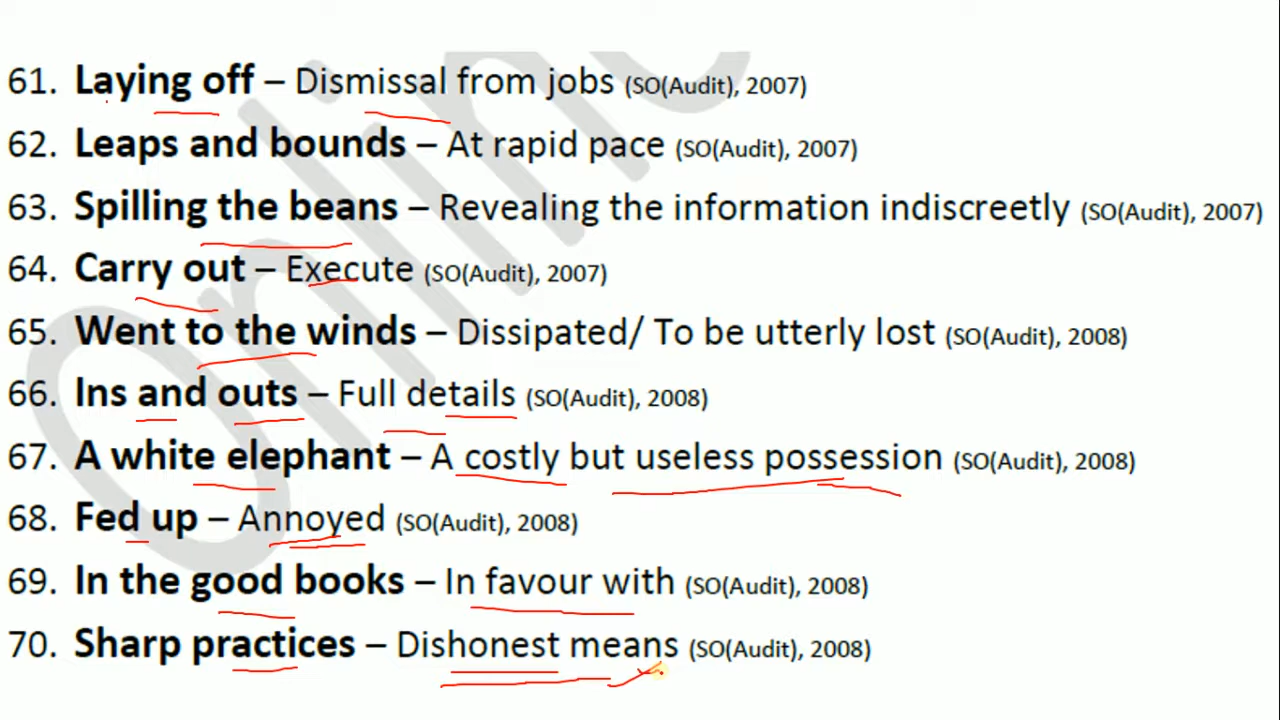 61. Laying off – Dismissal from jobs (SO(Audit), 2007)
62. Leaps and bounds – At rapid pace (SO(Audit), 2007)
63. Spilling the beans – Revealing the information indiscreetly (SO(Audit), 2007)
64. Carry out – Execute (SO(Audit), 2007)
65. Went to the winds – Dissipated/ To be utterly lost (SO(Audit), 2008)
66. Ins and outs – Full details (SO(Audit), 2008)
67. A white elephant – A costly but useless possession (SO(Audit), 2008)
68. Fed up – Annoyed (SO(Audit), 2008)
69. In the good books – In favour with (SO(Audit), 2008)
70. Sharp practices – Dishonest means (SO(Audit), 2008)
Online